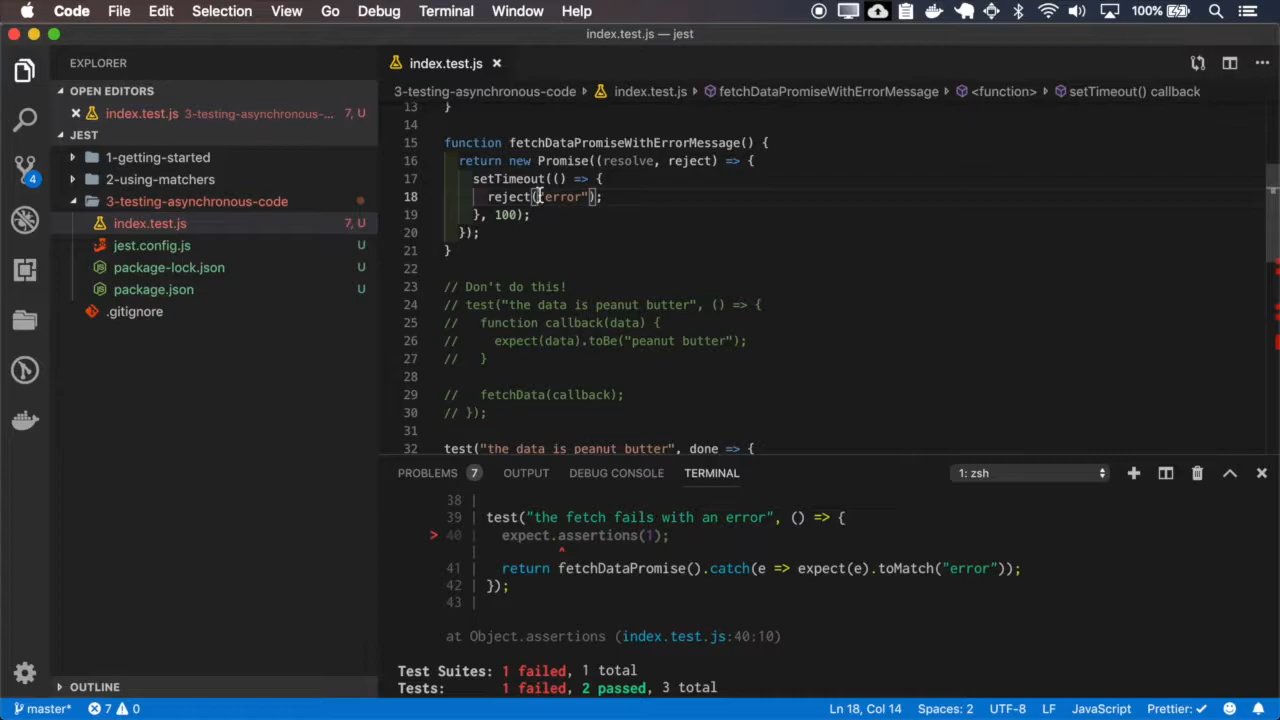 Code File Edit Selection View Go Debug Terminal Window Help 100%
index.test.js — jest
EXPLORER
OPEN EDITORS
index.test.js 3-testing-asynchronous-... 7, U
JEST
1-getting-started
2-using-matchers
3-testing-asynchronous-code
index.test.js 7, U
jest.config.js U
package-lock.json U
package.json U
.gitignore
4
OUTLINE
index.test.js
3-testing-asynchronous-code index.test.js fetchDataPromiseWithErrorMessage <function> setTimeout() callback
13 }
14
15 function fetchDataPromiseWithErrorMessage() {
16 return new Promise((resolve, reject) => {
17 setTimeout(() => {
18 reject("error");
19 }, 100);
20 });
21 }
22
23 // Don't do this!
24 // test("the data is peanut butter", () => {
25 // function callback(data) {
26 // expect(data).toBe("peanut butter");
27 // }
28
29 // fetchData(callback);
30 // });
31
32 test("the data is peanut butter", done => {
PROBLEMS 7 OUTPUT DEBUG CONSOLE TERMINAL 1: zsh
38 |
39 | test("the fetch fails with an error", () => {
> 40 | expect.assertions(1);
| ^
41 | return fetchDataPromise().catch(e => expect(e).toMatch("error"));
42 | });
43 |
at Object.assertions (index.test.js:40:10)
Test Suites: 1 failed, 1 total
Tests: 1 failed, 2 passed, 3 total
master* 7 0 Ln 18, Col 14 Spaces: 2 UTF-8 LF JavaScript Prettier: ✓